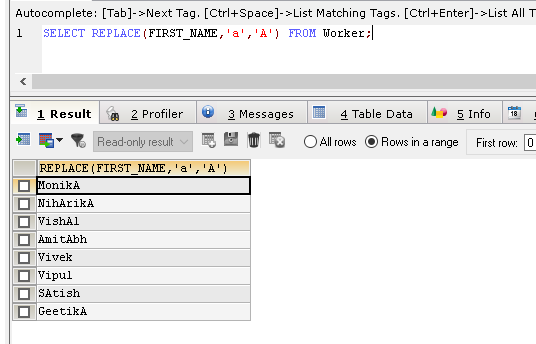 Autocomplete: [Tab]->Next Tag. [Ctrl+Space]->List Matching Tags. [Ctrl+Enter]->List All T
1 SELECT REPLACE(FIRST_NAME,'a','A') FROM Worker;
1 Result 2 Profiler 3 Messages 4 Table Data 5 Info
Read-only result All rows Rows in a range First row: 0
REPLACE(FIRST_NAME,'a','A')
MonikA
NihArikA
VishAl
AmitAbh
Vivek
Vipul
SAtish
GeetikA